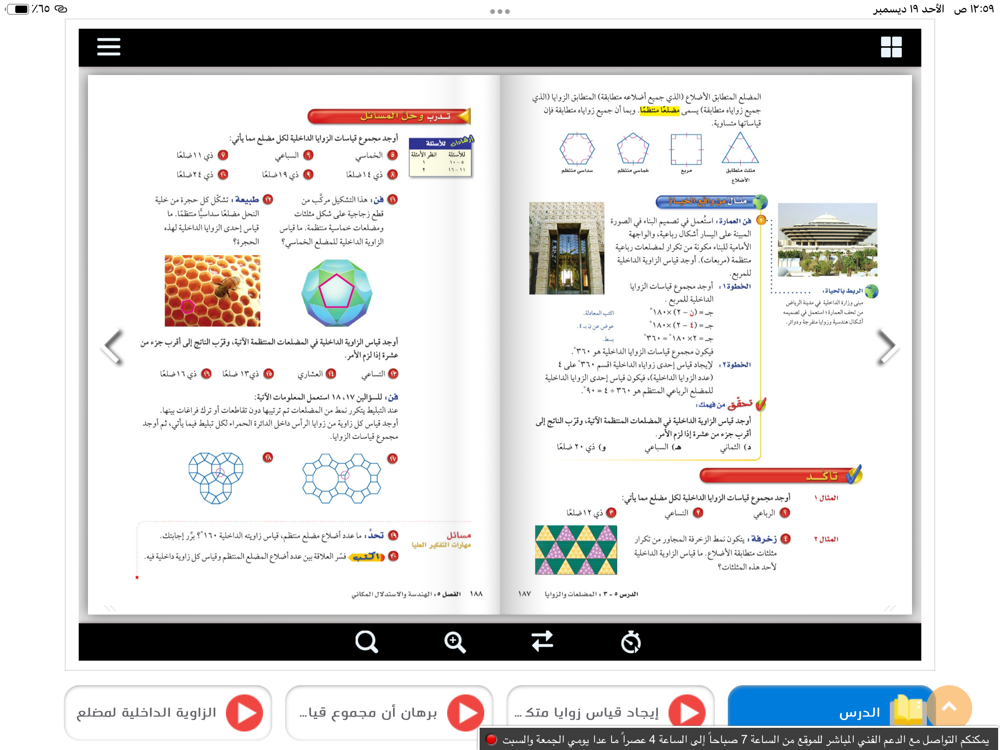 ١٢:٥٩ ص الأحد ١٩ ديسمبر
٪٦٥
المضلع المتطابق الأضلاع (الذي جميع أضلاعه متطابقة) المتطابق الزوايا (الذي
جميع زواياه متطابقة) يسمى مضلعًا منتظمًا. وبما أن جميع زواياه متطابقة فإن
قياساتها متساوية.
مثلث متطابق الأضلاع
مربع
خماسي منتظم
سداسي منتظم
مثال من واقع الحياة
٢ فن العمارة: استُعمل في تصميم البناء في الصورة
المبينة على اليسار أشكال رباعية، والواجهة
الأمامية للبناء مكونة من تكرار لمضلعات رباعية
منتظمة (مربعات). أوجد قياس الزاوية الداخلية
للمربع.
الربط بالحياة:
مبنى وزارة الداخلية في مدينة الرياض
من تحف العمارة؛ استعمل في تصميمه
أشكال هندسية وزوايا منفرجة ودوائر.
الخطوة١: أوجد مجموع قياسات الزوايا
الداخلية للمربع .
جـ = (ن − ٢) × ١٨٠° اكتب المعادلة.
جـ = (٤ − ٢) × ١٨٠° عوض عن ن بـ ٤.
جـ = ٢× ١٨٠° = ٣٦٠° بسط.
فيكون مجموع قياسات الزوايا الداخلية هو ٣٦٠°.
الخطوة٢: لإيجاد قياس إحدى زواياه الداخلية اقسم ٣٦٠° على ٤
(عدد الزوايا الداخلية)، فيكون قياس إحدى الزوايا الداخلية
للمضلع الرباعي المنتظم هو ٣٦٠ ÷ ٤ = ٩٠°.
تحقّق من فهمك:
أوجد قياس الزاوية الداخلية في المضلعات المنتظمة الآتية، وقرّب الناتج إلى
أقرب جزء من عشرة إذا لزم الأمر.
د) الثماني هـ) السباعي و) ذي ٢٠ ضلعًا
تأكّد
المثال ١ أوجد مجموع قياسات الزوايا الداخلية لكل مضلع مما يأتي:
١ الرباعي ٢ التساعي ٣ ذي ١٢ضلعًا
المثال ٢ ٤ زخرفة: يتكون نمط الزخرفة المجاور من تكرار
مثلثات متطابقة الأضلاع. ما قياس الزاوية الداخلية
لأحد هذه المثلثات؟
الدرس ٥ - ٣ : المضلعات والزوايا ١٨٧
تدرّب وحلّ المسائل
إرشادات للأسئلة
للأسئلة انظر الأمثلة
٥ – ١٠ ١
١١ – ١٦ ٢
أوجد مجموع قياسات الزوايا الداخلية لكل مضلع مما يأتي:
٥ الخماسي ٦ السباعي ٧ ذي ١١ضلعًا
٨ ذي ١٤ضلعًا ٩ ذي ١٩ضلعًا ١٠ ذي ٢٤ضلعًا
١١ فن: هذا التشكيل مركَّب من
قطع زجاجية على شكل مثلثات
ومضلعات خماسية منتظمة. ما قياس
الزاوية الداخلية للمضلع الخماسي؟
١٢ طبيعة: تشكّل كل حجرة من خلية
النحل مضلعًا سداسيًّا منتظمًا. ما
قياس إحدى الزوايا الداخلية لهذه
الحجرة؟
أوجد قياس الزاوية الداخلية في المضلعات المنتظمة الآتية، وقرّب الناتج إلى أقرب جزء من
عشرة إذا لزم الأمر.
١٣ التساعي ١٤ العشاري ١٥ ذي١٣ ضلعًا ١٦ ذي ١٦ضلعًا
فن: للسؤالين ١٧، ١٨ استعمل المعلومات الآتية:
عند التبليط يتكرر نمط من المضلعات تم ترتيبها دون تقاطعات أو ترك فراغات بينها.
أوجد قياس كل زاوية من زوايا الرأس داخل الدائرة الحمراء لكل تبليط فيما يأتي، ثم أوجد
مجموع قياسات الزوايا.
١٧ ١٨
مسائل
مهارات التفكير العليا
١٩ تحدٍّ: ما عدد أضلاع مضلع منتظم، قياس زاويته الداخلية ١٦٠°؟ برِّر إجابتك.
٢٠ اكتب فسّر العلاقة بين عدد أضلاع المضلع المنتظم وقياس كل زاوية داخلية فيه.
١٨٨ الفصل ٥: الهندسة والاستدلال المكاني
الدرس
إيجاد قياس زوايا متكـ ...
برهان أن مجموع قيا...
الزاوية الداخلية لمضلع
يمكنكم التواصل مع الدعم الفني المباشر للموقع من الساعة 7 صباحاً إلى الساعة 4 عصراً ما عدا يومي الجمعة والسبت